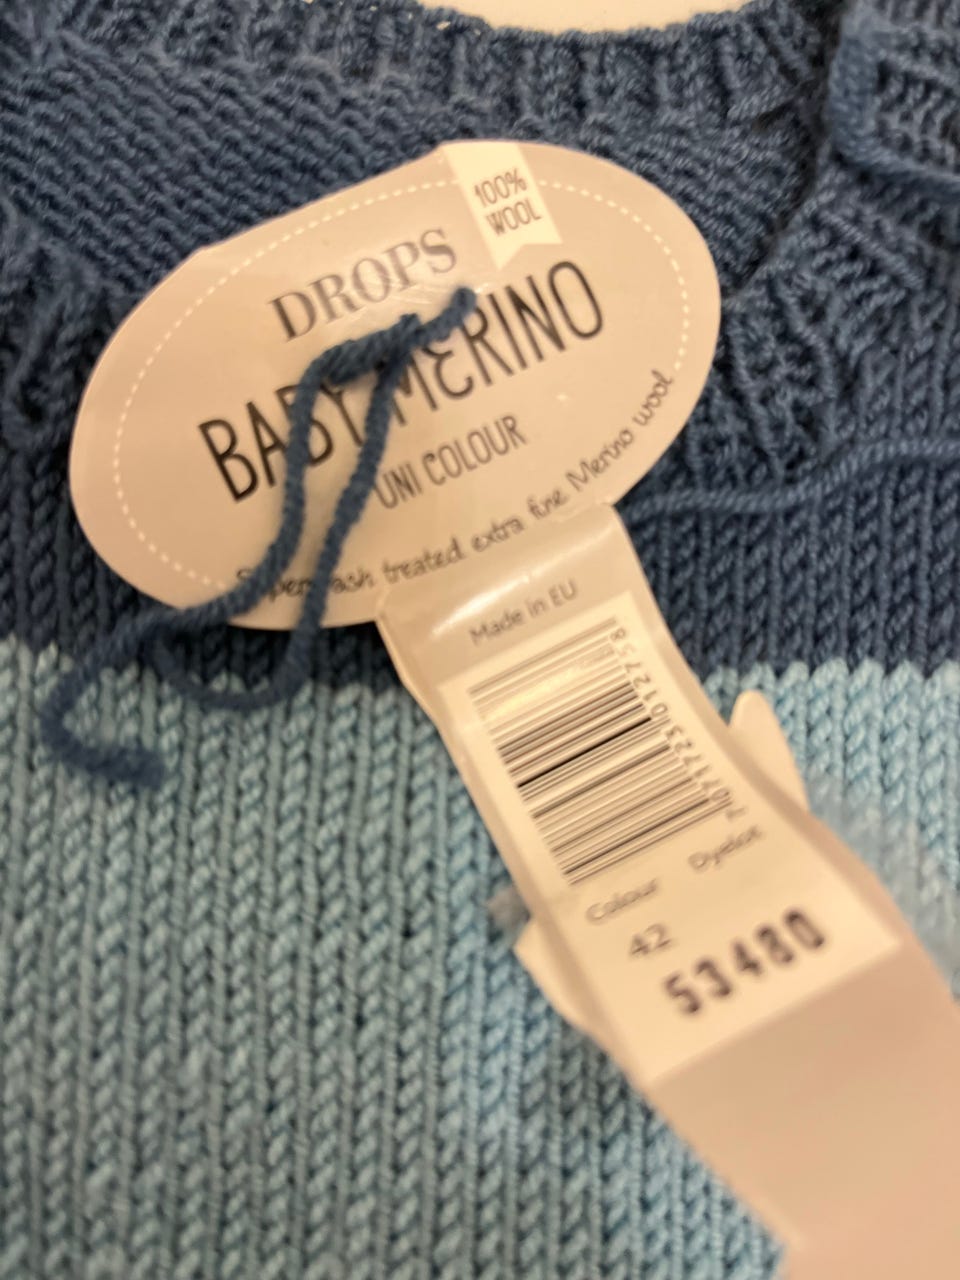 100%
WOOL
DROPS
BABY MERINO
UNI COLOUR
Superwash treated extra fine Merino wool
Made in EU
Colour Dyelot
42
53480